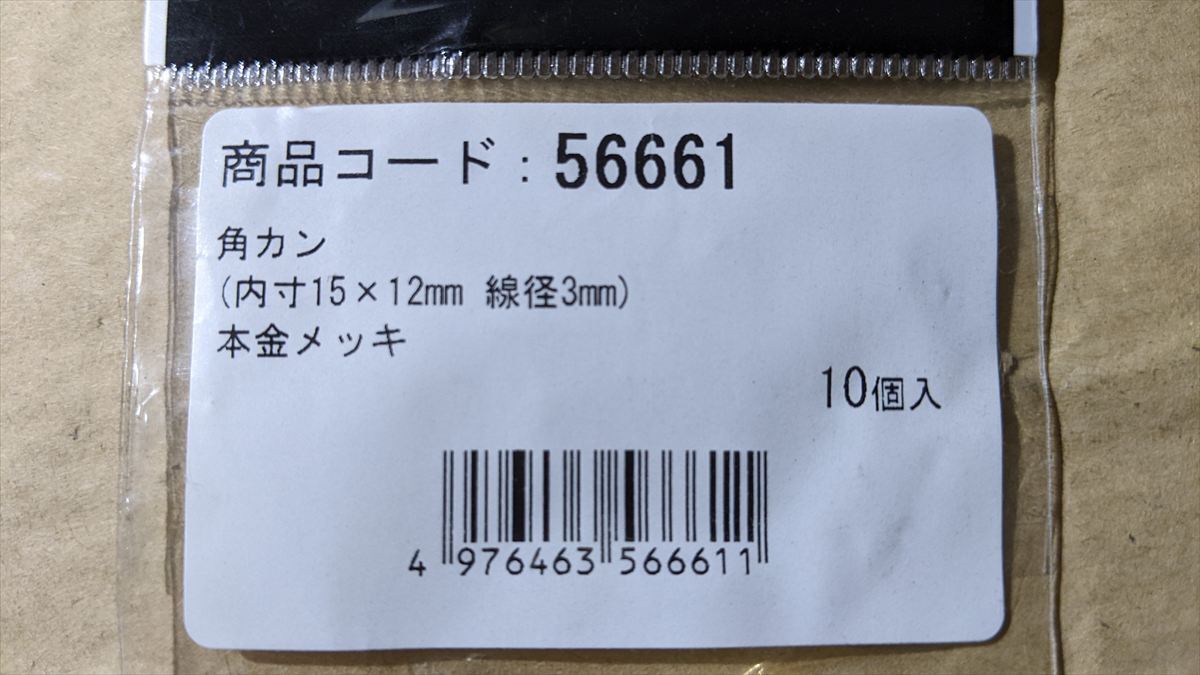 商品コード：56661
角カン
(内寸15×12mm 線径3mm)
本金メッキ
10個入
4 976463 566611